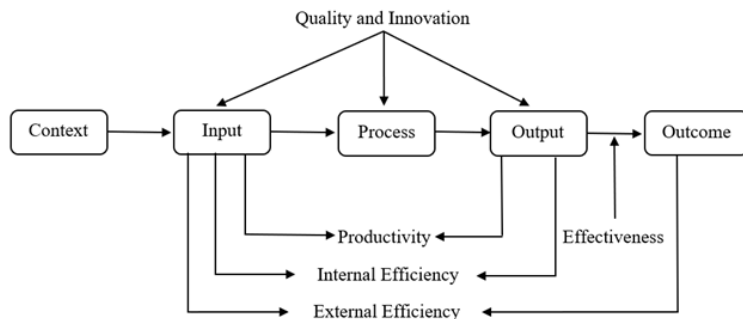 Quality and Innovation
Context
Input
Process
Output
Outcome
Productivity
Effectiveness
Internal Efficiency
External Efficiency